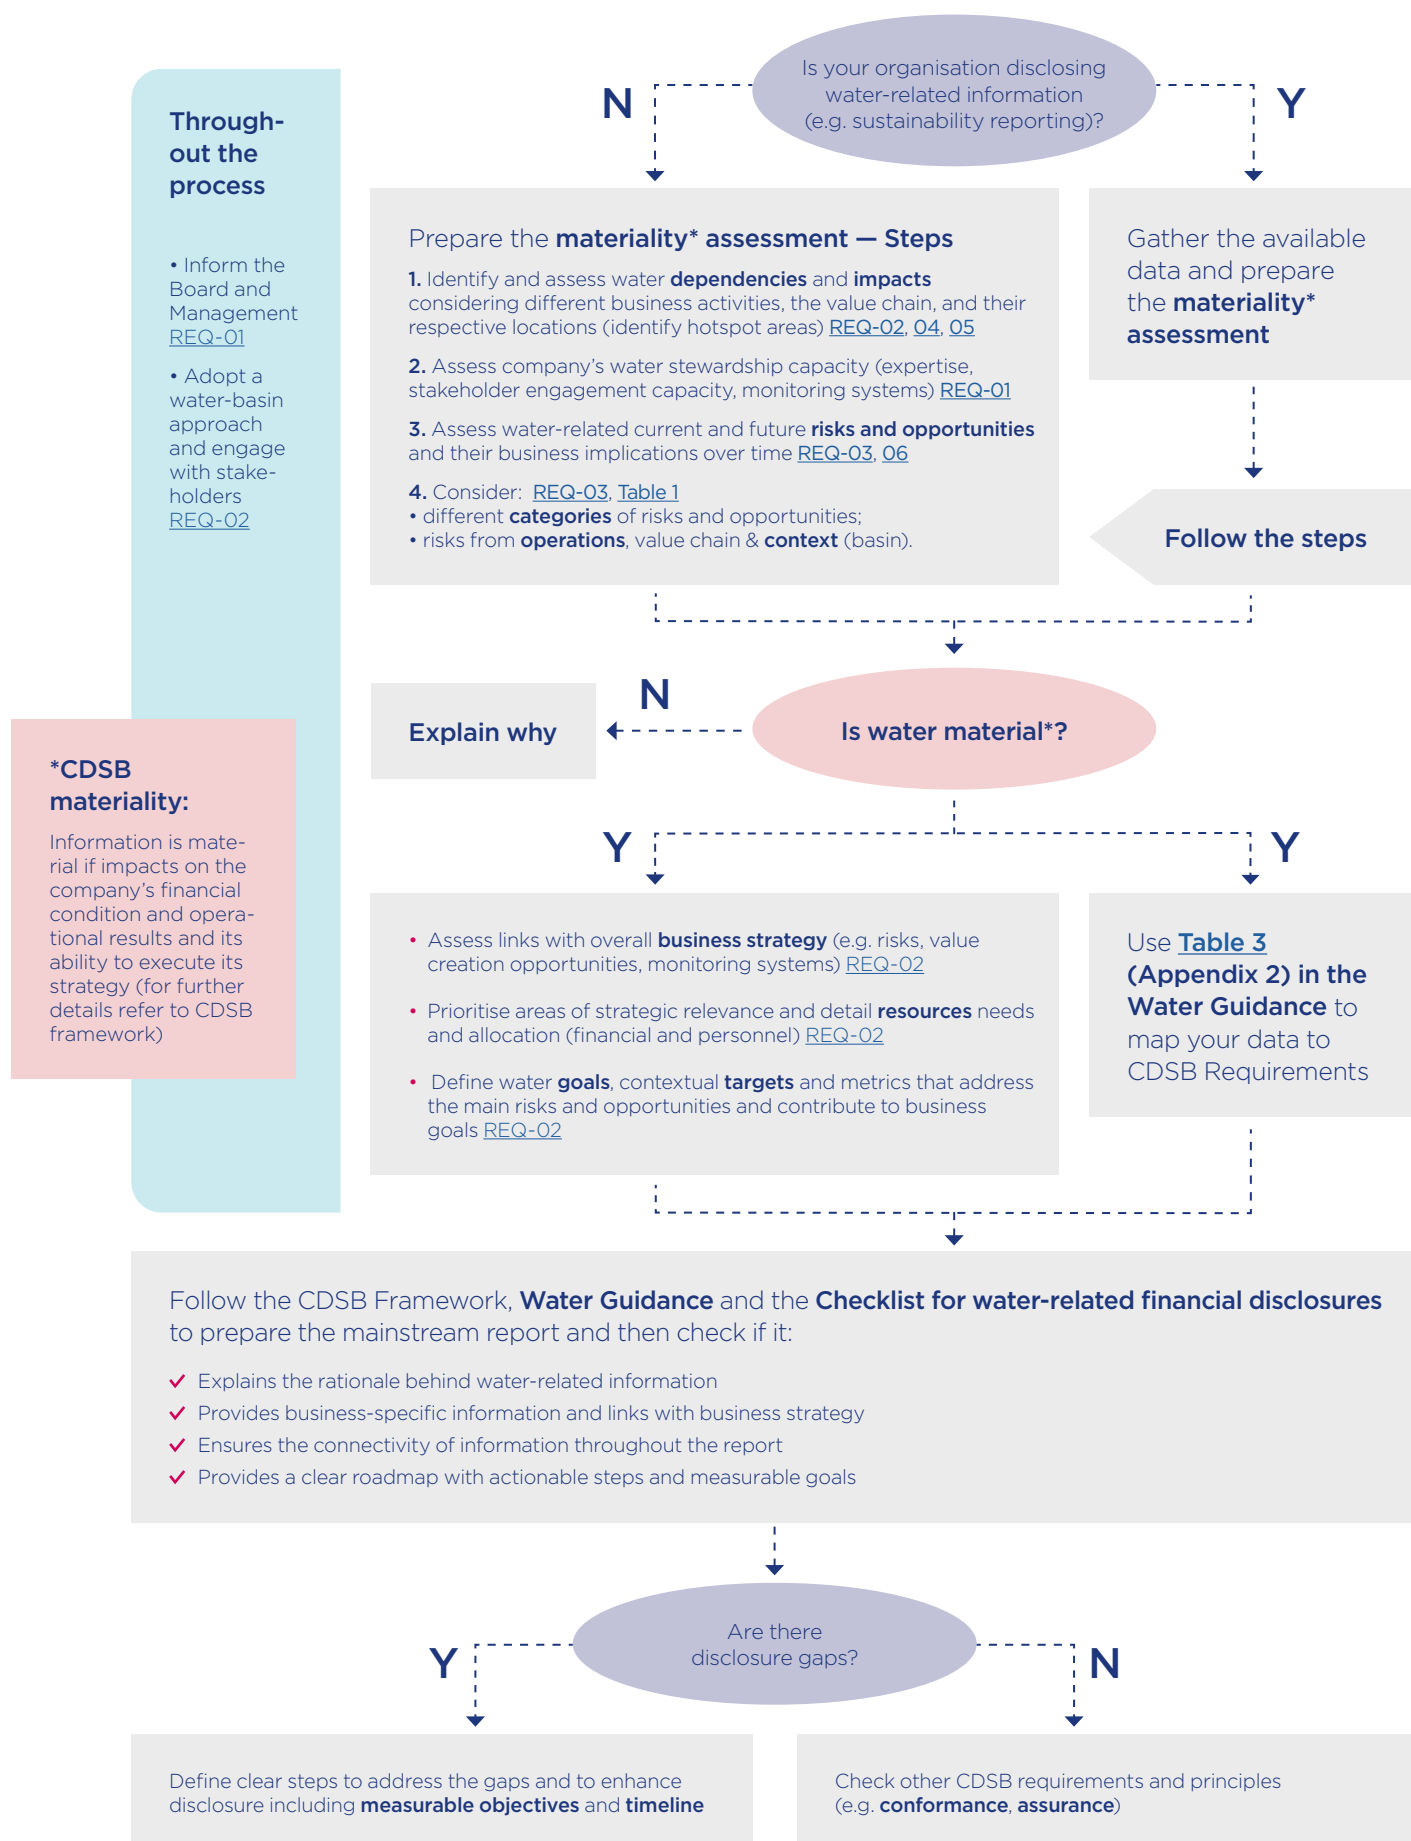 Is your organisation disclosing
water-related information
(e.g. sustainability reporting)?
N
Y
Through-
out the
process
• Inform the
Board and
Management
REQ-01
• Adopt a
water-basin
approach
and engage
with stake-
holders
REQ-02
Prepare the materiality* assessment — Steps
1. Identify and assess water dependencies and impacts
considering different business activities, the value chain, and their
respective locations (identify hotspot areas) REQ-02, 04, 05
2. Assess company's water stewardship capacity (expertise,
stakeholder engagement capacity, monitoring systems) REQ-01
3. Assess water-related current and future risks and opportunities
and their business implications over time REQ-03, 06
4. Consider: REQ-03, Table 1
• different categories of risks and opportunities;
• risks from operations, value chain & context (basin).
Gather the available
data and prepare
the materiality*
assessment
Follow the steps
Is water material*?
N
Explain why
*CDSB
materiality:
Information is mate-
rial if impacts on the
company's financial
condition and opera-
tional results and its
ability to execute its
strategy (for further
details refer to CDSB
framework)
Y
Y
• Assess links with overall business strategy (e.g. risks, value
creation opportunities, monitoring systems) REQ-02
• Prioritise areas of strategic relevance and detail resources needs
and allocation (financial and personnel) REQ-02
• Define water goals, contextual targets and metrics that address
the main risks and opportunities and contribute to business
goals REQ-02
Use Table 3
(Appendix 2) in the
Water Guidance to
map your data to
CDSB Requirements
Follow the CDSB Framework, Water Guidance and the Checklist for water-related financial disclosures
to prepare the mainstream report and then check if it:
✓ Explains the rationale behind water-related information
✓ Provides business-specific information and links with business strategy
✓ Ensures the connectivity of information throughout the report
✓ Provides a clear roadmap with actionable steps and measurable goals
Are there
disclosure gaps?
Y
N
Define clear steps to address the gaps and to enhance
disclosure including measurable objectives and timeline
Check other CDSB requirements and principles
(e.g. conformance, assurance)